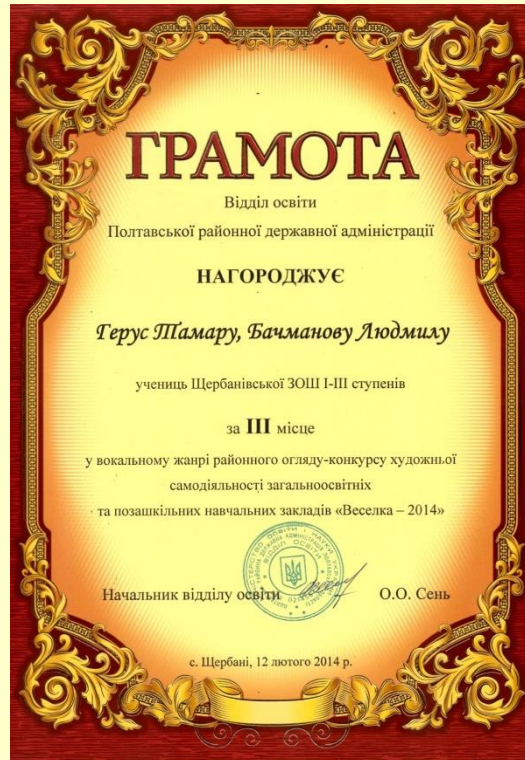 ГРАМОТА
Відділ освіти
Полтавської районної державної адміністрації
НАГОРОДЖУЄ
Герус Тамару, Бачманову Людмилу
учениць Щербанівської ЗОШ І-ІІІ ступенів
за ІІІ місце
у вокальному жанрі районного огляду-конкурсу художньої
самодіяльності загальноосвітніх
та позашкільних навчальних закладів «Веселка – 2014»
Начальник відділу освіти О.О. Сень
с. Щербані, 12 лютого 2014 р.